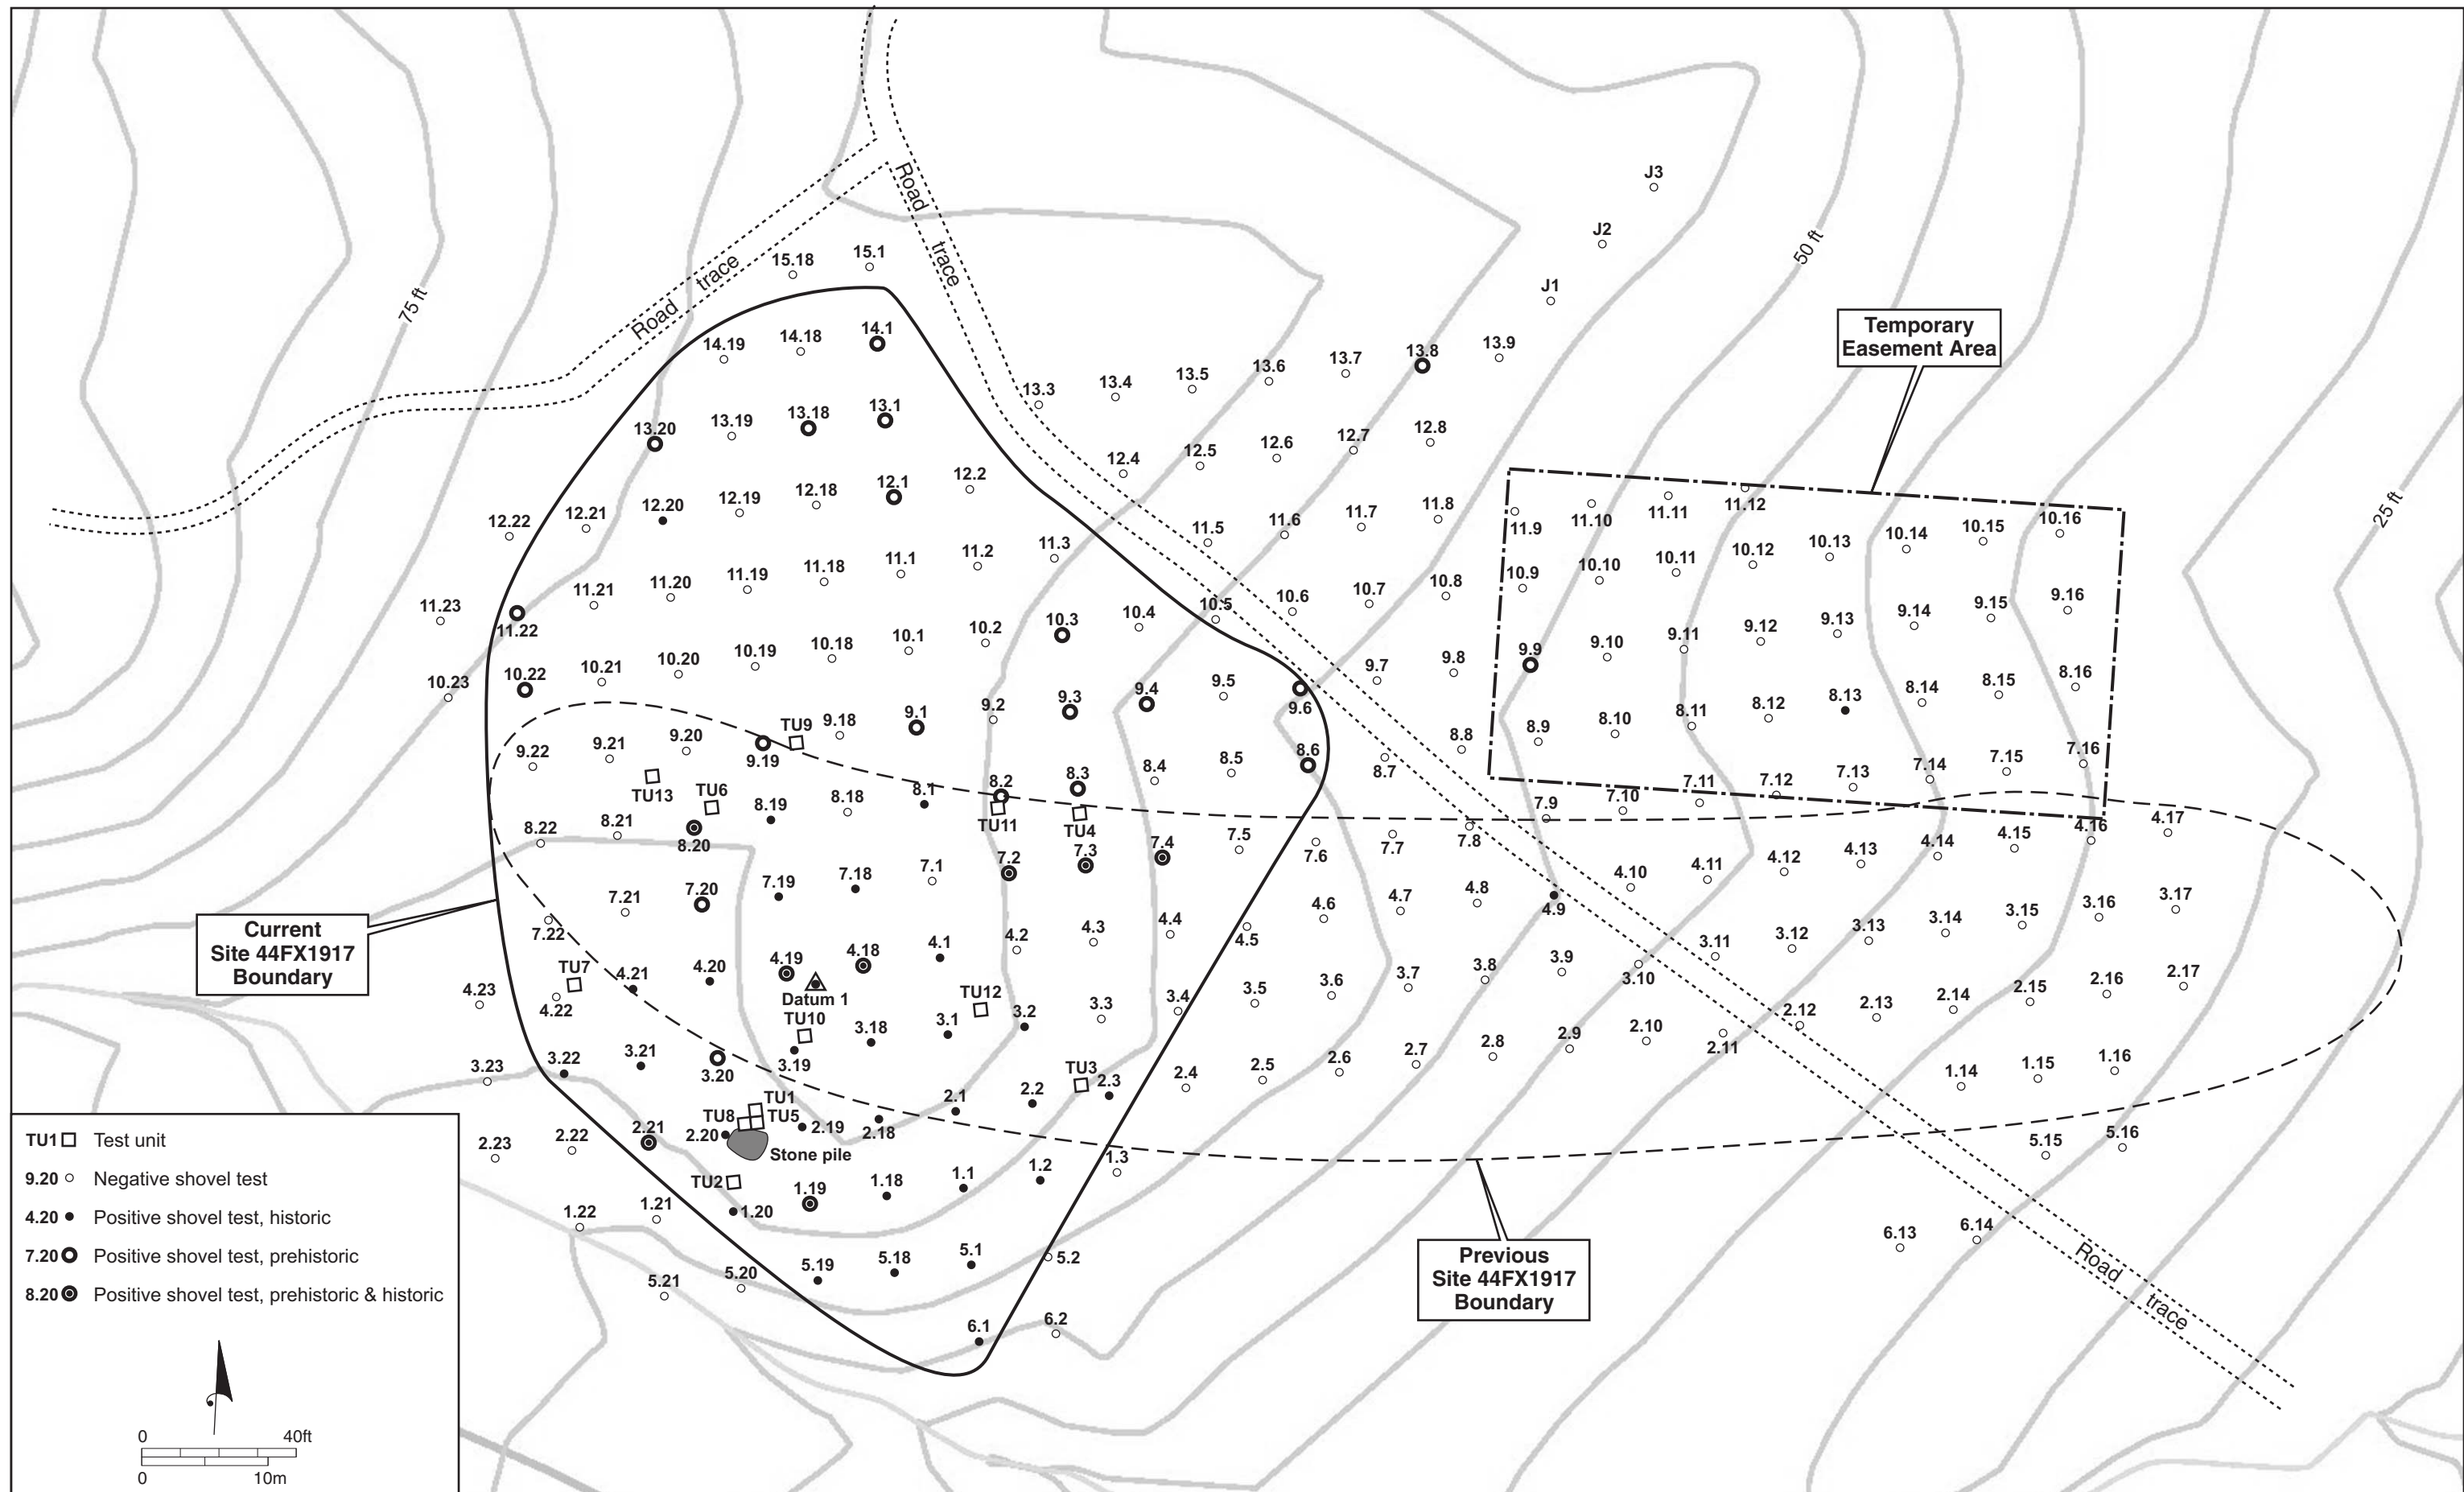 J3
J2
J1
50 ft
75 ft
25 ft
Road
trace
Road trace
15.18 15.1
Temporary
Easement Area
14.19 14.18 14.1
13.3 13.4 13.5 13.6 13.7 13.8 13.9
13.20 13.19 13.18 13.1
12.4 12.5 12.6 12.7 12.8
12.22 12.21 12.20 12.19 12.18 12.1 12.2
11.5 11.6 11.7 11.8 11.9 11.10 11.11 11.12
11.23 11.22 11.21 11.20 11.19 11.18 11.1 11.2 11.3
10.3 10.4 10.5 10.6 10.7 10.8 10.9 10.10 10.11 10.12 10.13 10.14 10.15 10.16
10.23 10.22 10.21 10.20 10.19 10.18 10.1 10.2
9.3 9.4 9.5 9.6 9.7 9.8 9.9 9.10 9.11 9.12 9.13 9.14 9.15 9.16
9.22 9.21 9.20 9.19 TU9 9.18 9.1 9.2
8.2 8.3 8.4 8.5 8.6 8.7 8.8 8.9 8.10 8.11 8.12 8.13 8.14 8.15 8.16
TU13 TU6
8.22 8.21 8.20 8.19 8.18 8.1
TU11 TU4
7.2 7.3 7.4 7.5 7.6 7.7 7.8 7.9 7.10 7.11 7.12 7.13 7.14 7.15 7.16
7.22 7.21 7.20 7.19 7.18 7.1
4.3 4.4 4.5 4.6 4.7 4.8 4.9 4.10 4.11 4.12 4.13 4.14 4.15 4.16 4.17
Current
Site 44FX1917
Boundary
TU7
4.23 4.22 4.21 4.20 4.19 4.18 4.1 4.2
Datum 1
TU10 TU12
3.3 3.4 3.5 3.6 3.7 3.8 3.9 3.10 3.11 3.12 3.13 3.14 3.15 3.16 3.17
3.23 3.22 3.21 3.20 3.19 3.18 3.1 3.2
TU3
2.3 2.4 2.5 2.6 2.7 2.8 2.9 2.10 2.11 2.12 2.13 2.14 2.15 2.16 2.17
TU1
TU8 TU5
2.23 2.22 2.21 2.20 2.19 2.18 2.1 2.2
Stone pile
TU2
1.14 1.15 1.16
1.22 1.21 1.20 1.19 1.18 1.1 1.2 1.3
5.15 5.16
5.21 5.20 5.19 5.18 5.1 5.2
6.13 6.14
6.1 6.2
Previous
Site 44FX1917
Boundary
Road
trace
TU1 Test unit
9.20 Negative shovel test
4.20 Positive shovel test, historic
7.20 Positive shovel test, prehistoric
8.20 Positive shovel test, prehistoric & historic
0 40ft
0 10m